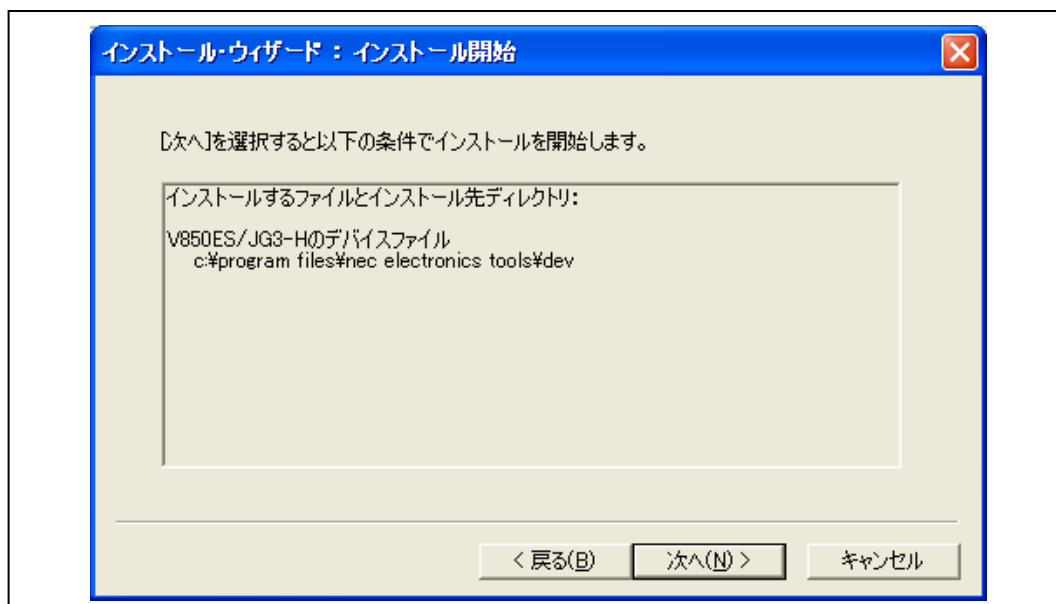 インストール・ウィザード : インストール開始
[次へ]を選択すると以下の条件でインストールを開始します。
インストールするファイルとインストール先ディレクトリ:
V850ES/JG3-Hのデバイスファイル
c:¥program files¥nec electronics tools¥dev
< 戻る(B)
次へ(N) >
キャンセル